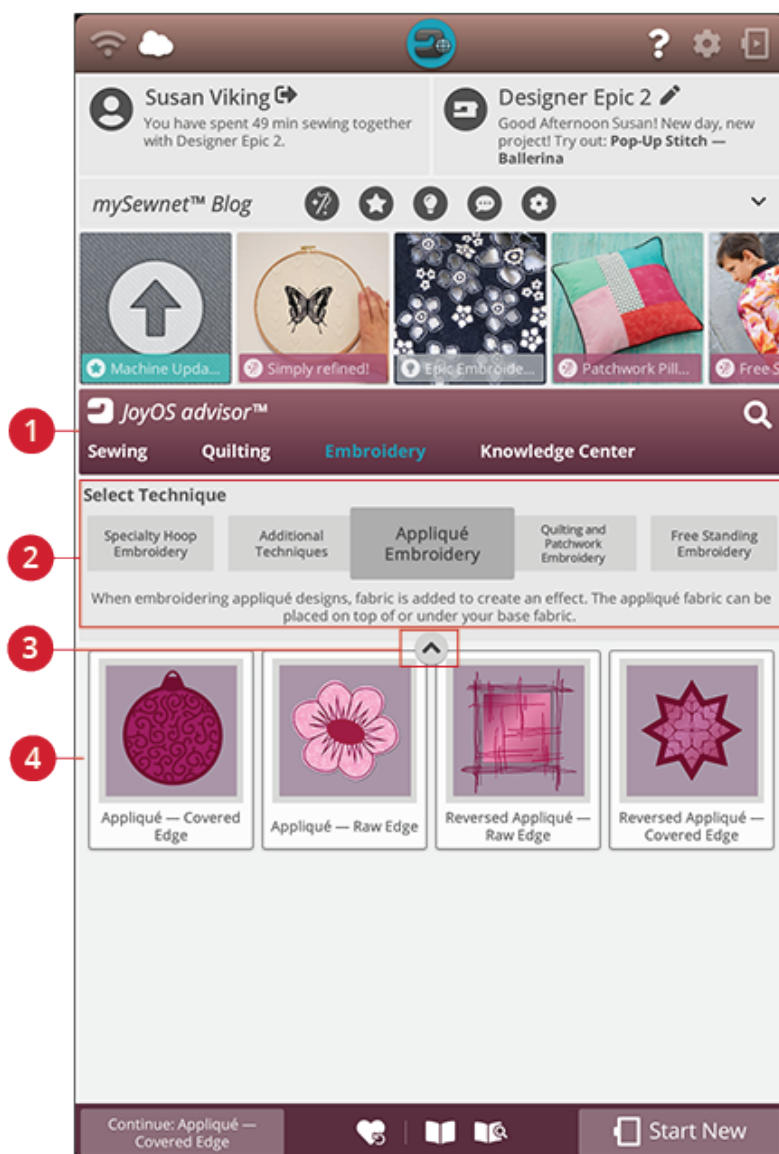 Susan Viking
You have spent 49 min sewing together
with Designer Epic 2.
Designer Epic 2
Good Afternoon Susan! New day, new
project! Try out: Pop-Up Stitch —
Ballerina
mySewnet™ Blog
Machine Upda...
Simply refined!
Epic Embroide...
Patchwork Pill...
Free S
1
JoyOS advisor™
Sewing
Quilting
Embroidery
Knowledge Center
2
Select Technique
Specialty Hoop
Embroidery
Additional
Techniques
Appliqué
Embroidery
Quilting and
Patchwork
Embroidery
Free Standing
Embroidery
When embroidering appliqué designs, fabric is added to create an effect. The appliqué fabric can be
placed on top of or under your base fabric.
3
4
Appliqué — Covered
Edge
Appliqué — Raw Edge
Reversed Appliqué —
Raw Edge
Reversed Appliqué —
Covered Edge
Continue: Appliqué —
Covered Edge
Start New